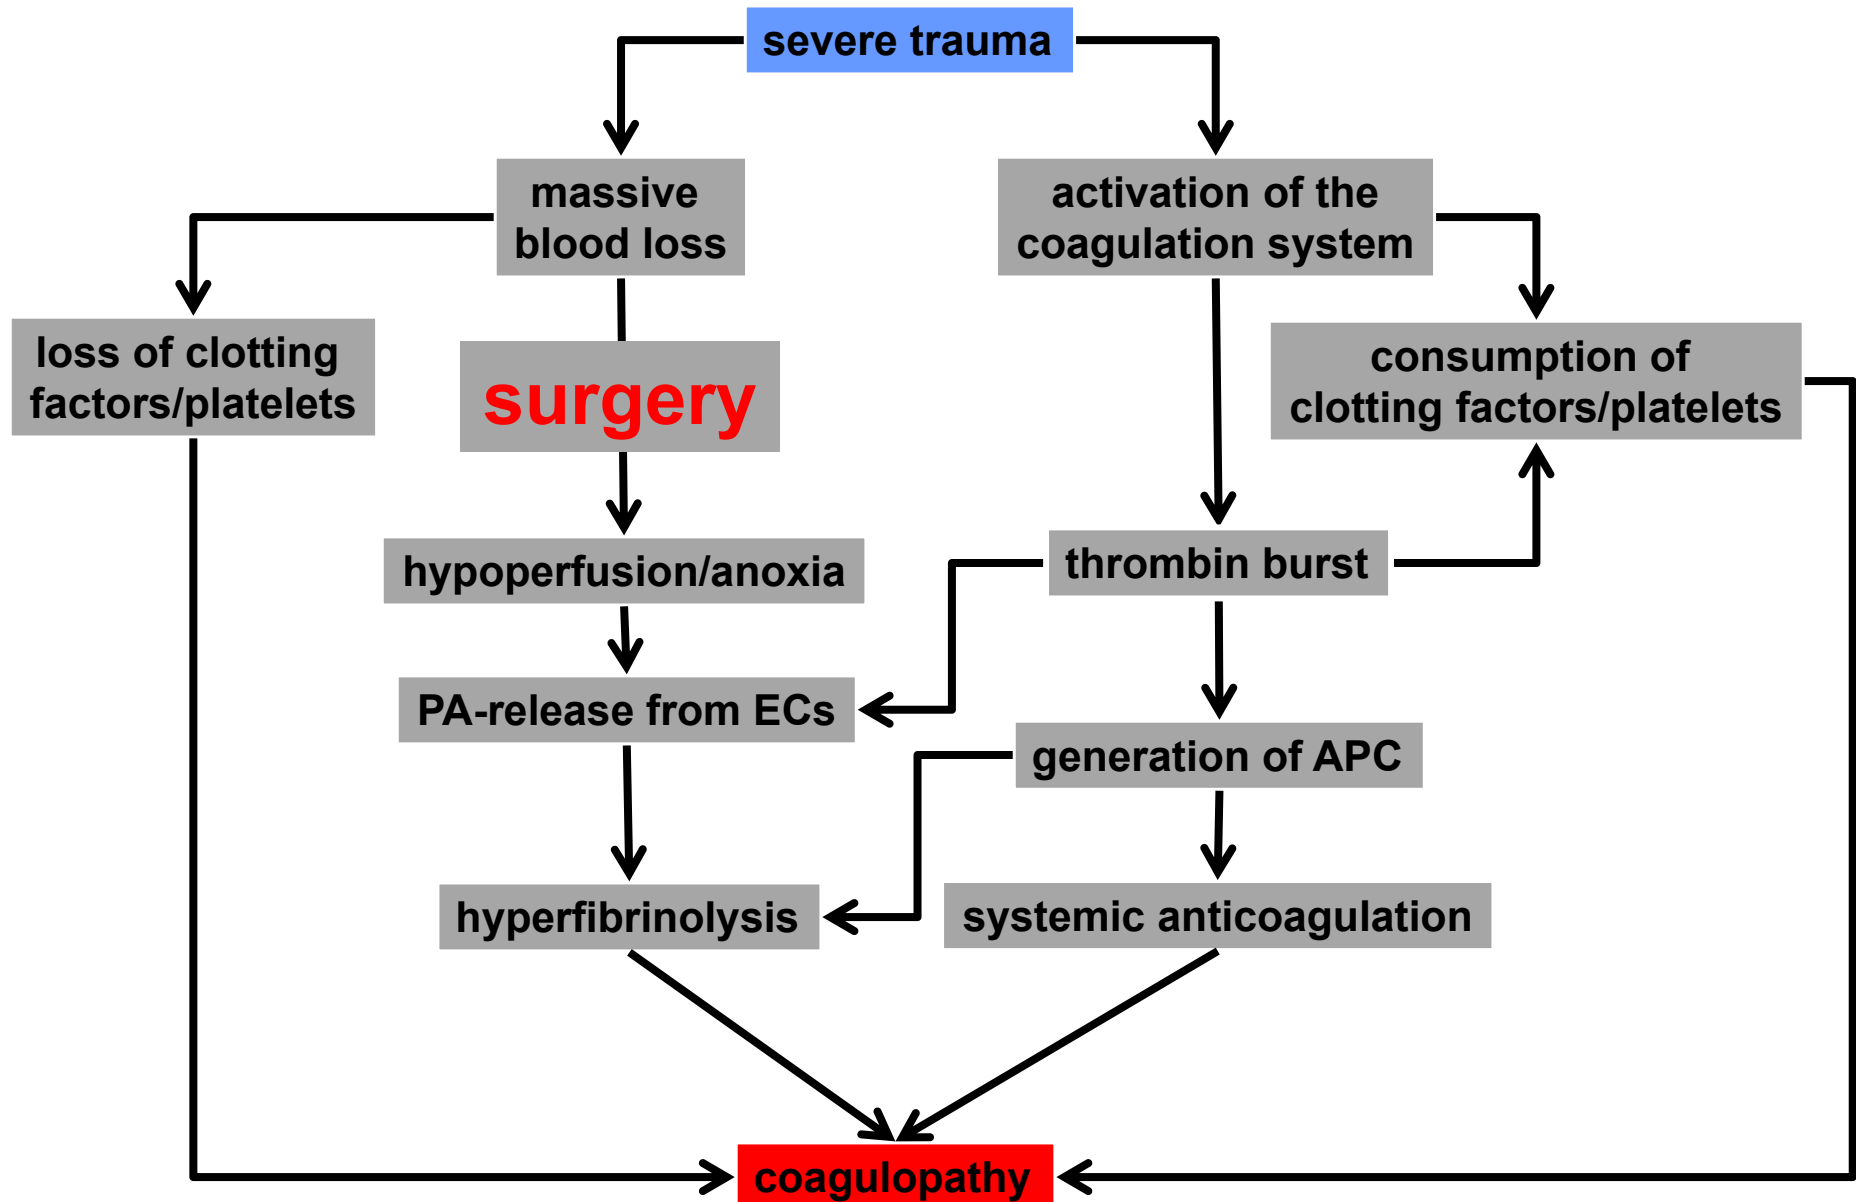 severe trauma
massive
blood loss
activation of the
coagulation system
loss of clotting
factors/platelets
surgery
consumption of
clotting factors/platelets
hypoperfusion/anoxia
thrombin burst
PA-release from ECs
generation of APC
hyperfibrinolysis
systemic anticoagulation
coagulopathy